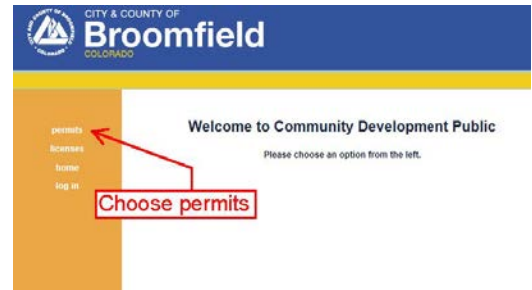 CITY & COUNTY OF
Broomfield
COLORADO
permits
licenses
home
log in
Welcome to Community Development Public
Please choose an option from the left.
Choose permits